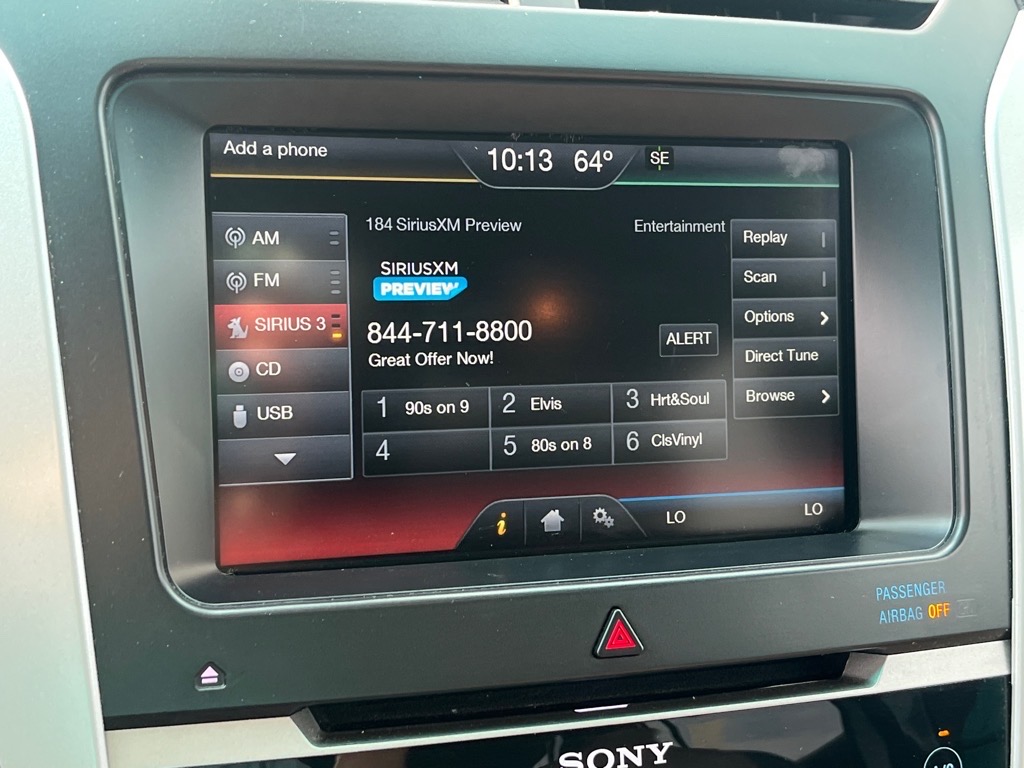 Add a phone
10:13 64° SE
AM
FM
SIRIUS 3
CD
USB
184 SiriusXM Preview
Entertainment
SIRIUSXM
PREVIEW
844-711-8800
Great Offer Now!
ALERT
1 90s on 9
2 Elvis
3 Hrt&Soul
4
5 80s on 8
6 ClsVinyl
Replay
Scan
Options
Direct Tune
Browse
i
LO
LO
PASSENGER
AIRBAG OFF
SONY